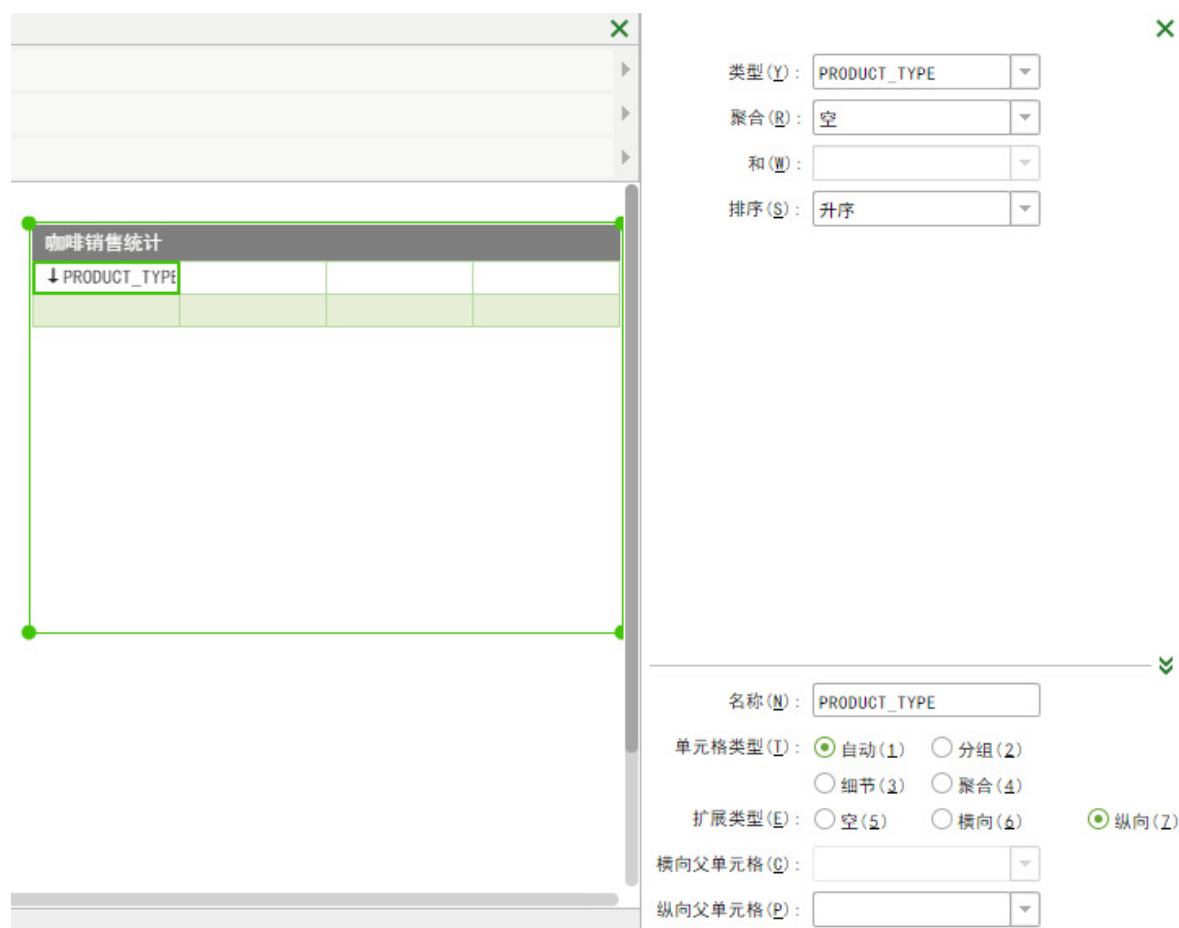 类型(Y): PRODUCT_TYPE
聚合(R): 空
和(W):
排序(S): 升序
咖啡销售统计
PRODUCT_TYPE
名称(N): PRODUCT_TYPE
单元格类型(T): 自动(1) 分组(2)
细节(3) 聚合(4)
扩展类型(E): 空(5) 横向(6) 纵向(7)
横向父单元格(C):
纵向父单元格(P):